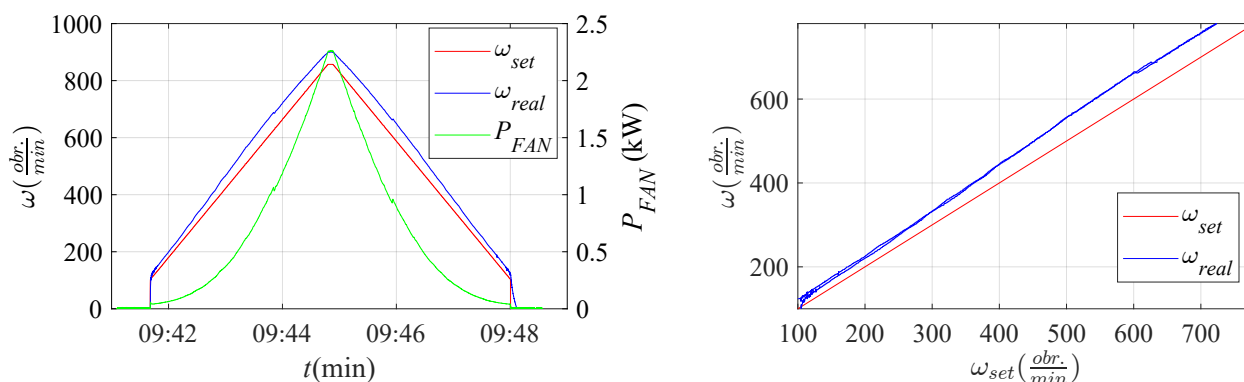 1000
800
600
400
200
0
ω(obr./min)
2.5
2
1.5
1
0.5
0
P_FAN (kW)
ω_set
ω_real
P_FAN
09:42 09:44 09:46 09:48
t(min)
600
400
200
ω(obr./min)
ω_set
ω_real
100 200 300 400 500 600 700
ω_set(obr./min)